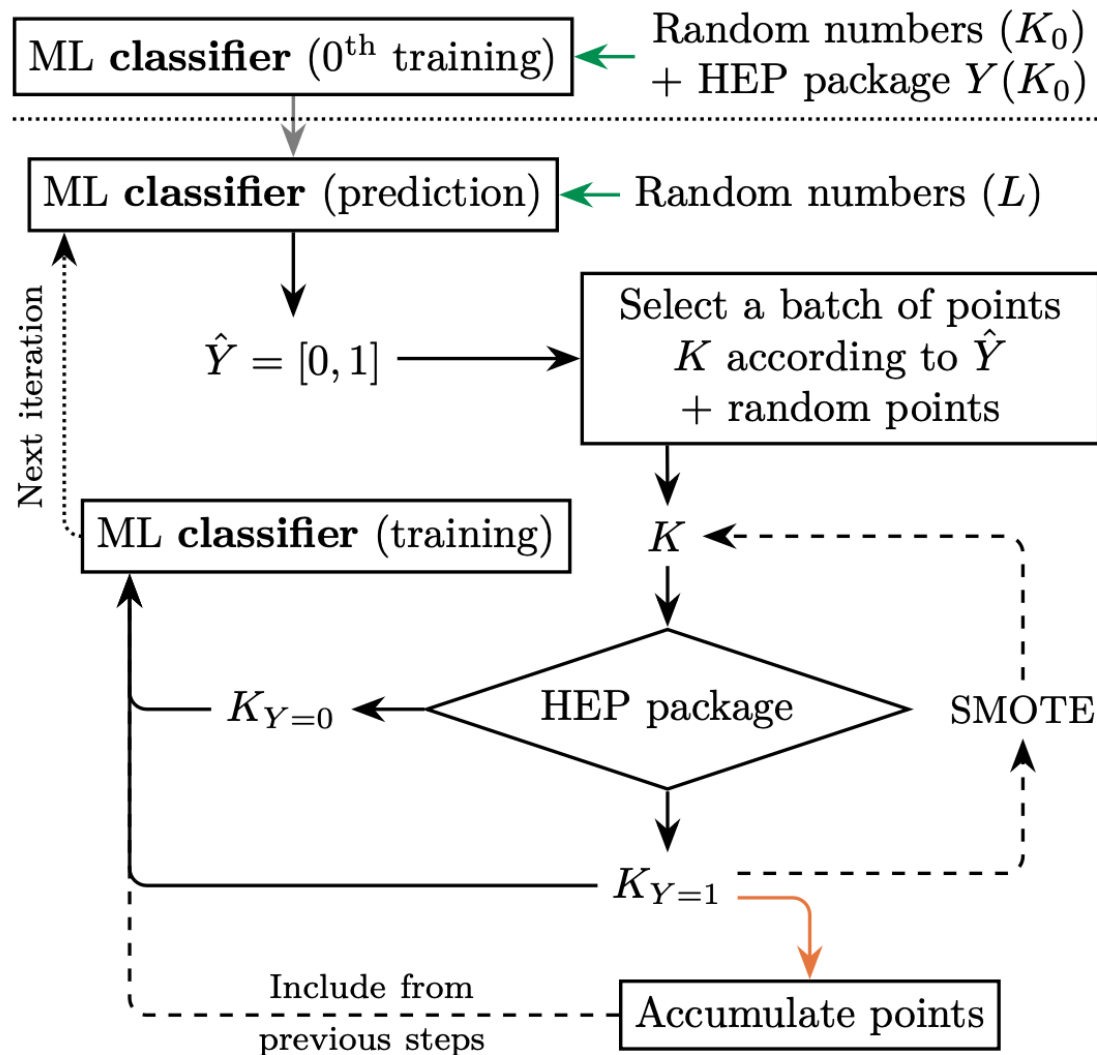 ML classifier (0th training)
Random numbers (K0)
+ HEP package Y(K0)
ML classifier (prediction)
Random numbers (L)
Next iteration
Ŷ = [0, 1]
Select a batch of points
K according to Ŷ
+ random points
ML classifier (training)
K
HEP package
KY=0
SMOTE
KY=1
Include from
previous steps
Accumulate points